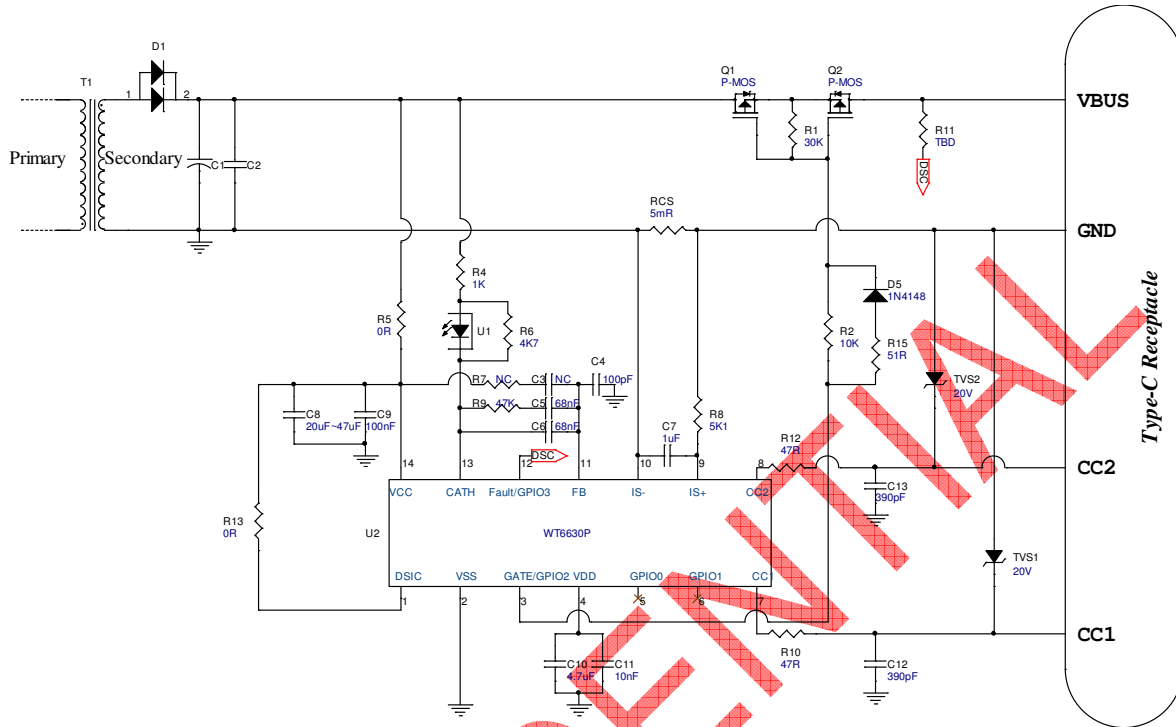 D1
T1
1
2
Primary
Secondary
C1
C2
Q1
P-MOS
Q2
P-MOS
R1
30K
R11
TBD
DSC
VBUS
RCS
5mR
GND
R4
1K
R5
0R
U1
R6
4K7
D5
1N4148
R2
10K
R15
51R
TVS2
20V
Type-C Receptacle
R7
NC
C3
NC
C4
100pF
R9
47K
C5
68nF
C6
68nF
C8
20uF~47uF
C9
100nF
R8
5K1
C7
1uF
R12
47R
CC2
C13
390pF
14
13
12
DSC
11
10
9
8
VCC
CATH
Fault/GPIO3
FB
IS-
IS+
CC2
R13
0R
U2
WT6630P
TVS1
20V
DSIC
VSS
GATE/GPIO2
VDD
GPIO0
GPIO1
CC1
1
2
3
4
5
6
7
CC1
R10
47R
C10
4.7uF
C11
10nF
C12
390pF
ENTIAL